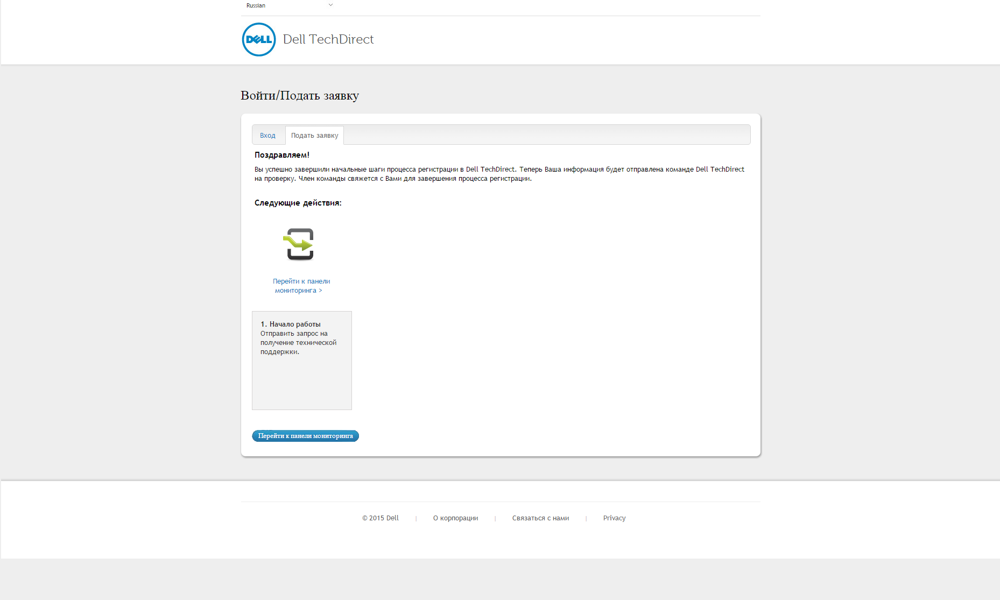 Russian
DELL
Dell TechDirect
Войти/Подать заявку
Вход
Подать заявку
Поздравляем!
Вы успешно завершили начальные шаги процесса регистрации в Dell TechDirect. Теперь Ваша информация будет отправлена команде Dell TechDirect
на проверку. Член команды свяжется с Вами для завершения процесса регистрации.
Следующие действия:
Перейти к панели
мониторинга >
1. Начало работы
Отправить запрос на
получение технической
поддержки.
Перейти к панели мониторинга
© 2015 Dell | О корпорации | Связаться с нами | Privacy